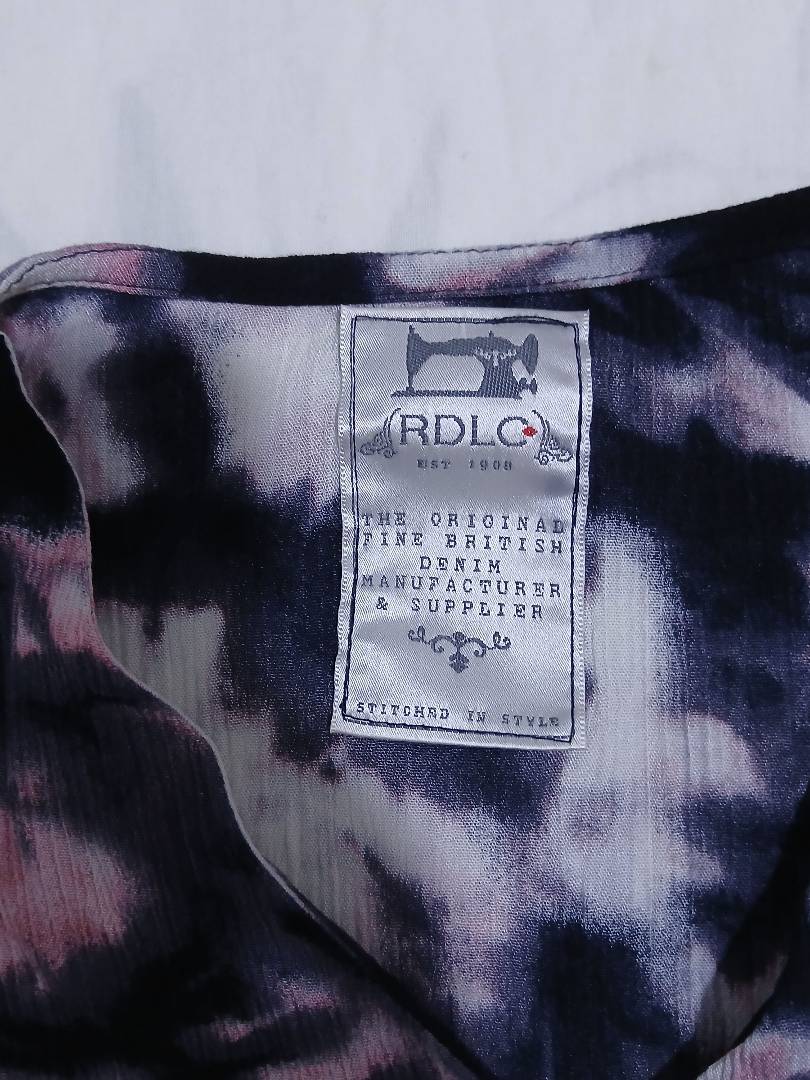 RDLC
EST 1908
THE ORIGINAL
FINE BRITISH
DENIM
MANUFACTURER
& SUPPLIER
STITCHED IN STYLE